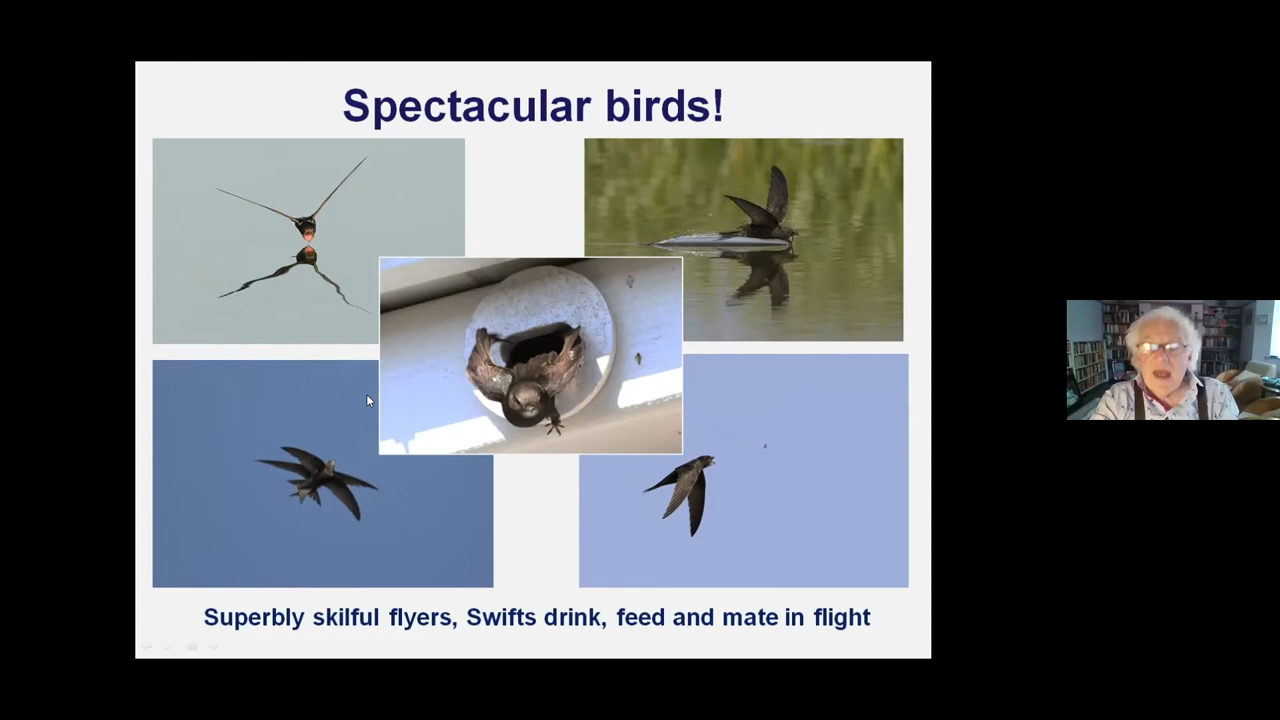 Spectacular birds!
Superbly skilful flyers, Swifts drink, feed and mate in flight